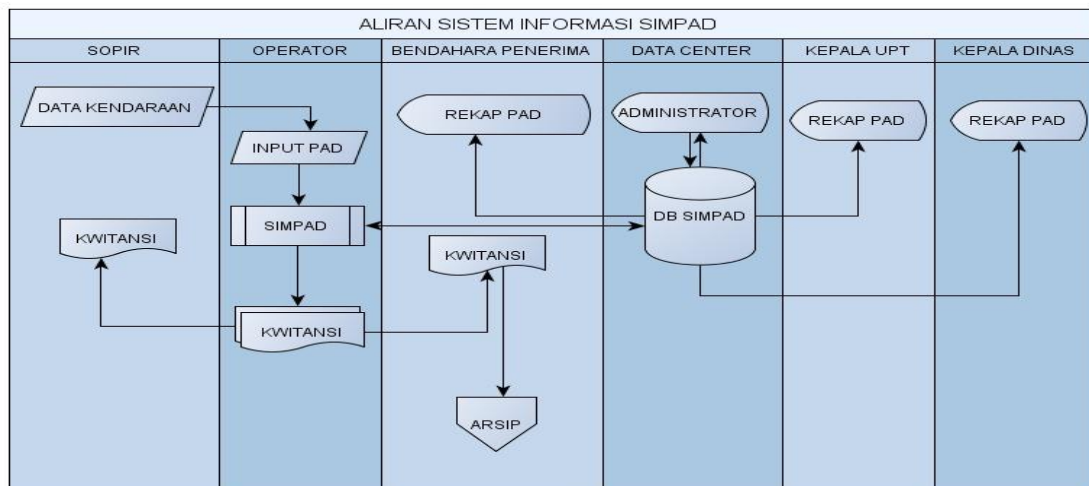 ALIRAN SISTEM INFORMASI SIMPAD
SOPIR
OPERATOR
BENDAHARA PENERIMA
DATA CENTER
KEPALA UPT
KEPALA DINAS
DATA KENDARAAN
REKAP PAD
ADMINISTRATOR
REKAP PAD
REKAP PAD
INPUT PAD
SIMPAD
DB SIMPAD
KWITANSI
KWITANSI
KWITANSI
ARSIP